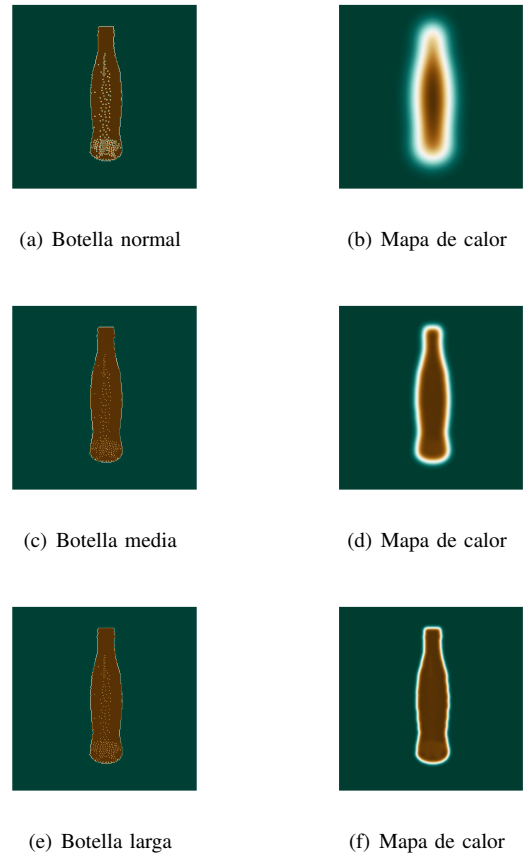 (a) Botella normal
(b) Mapa de calor
(c) Botella media
(d) Mapa de calor
(e) Botella larga
(f) Mapa de calor